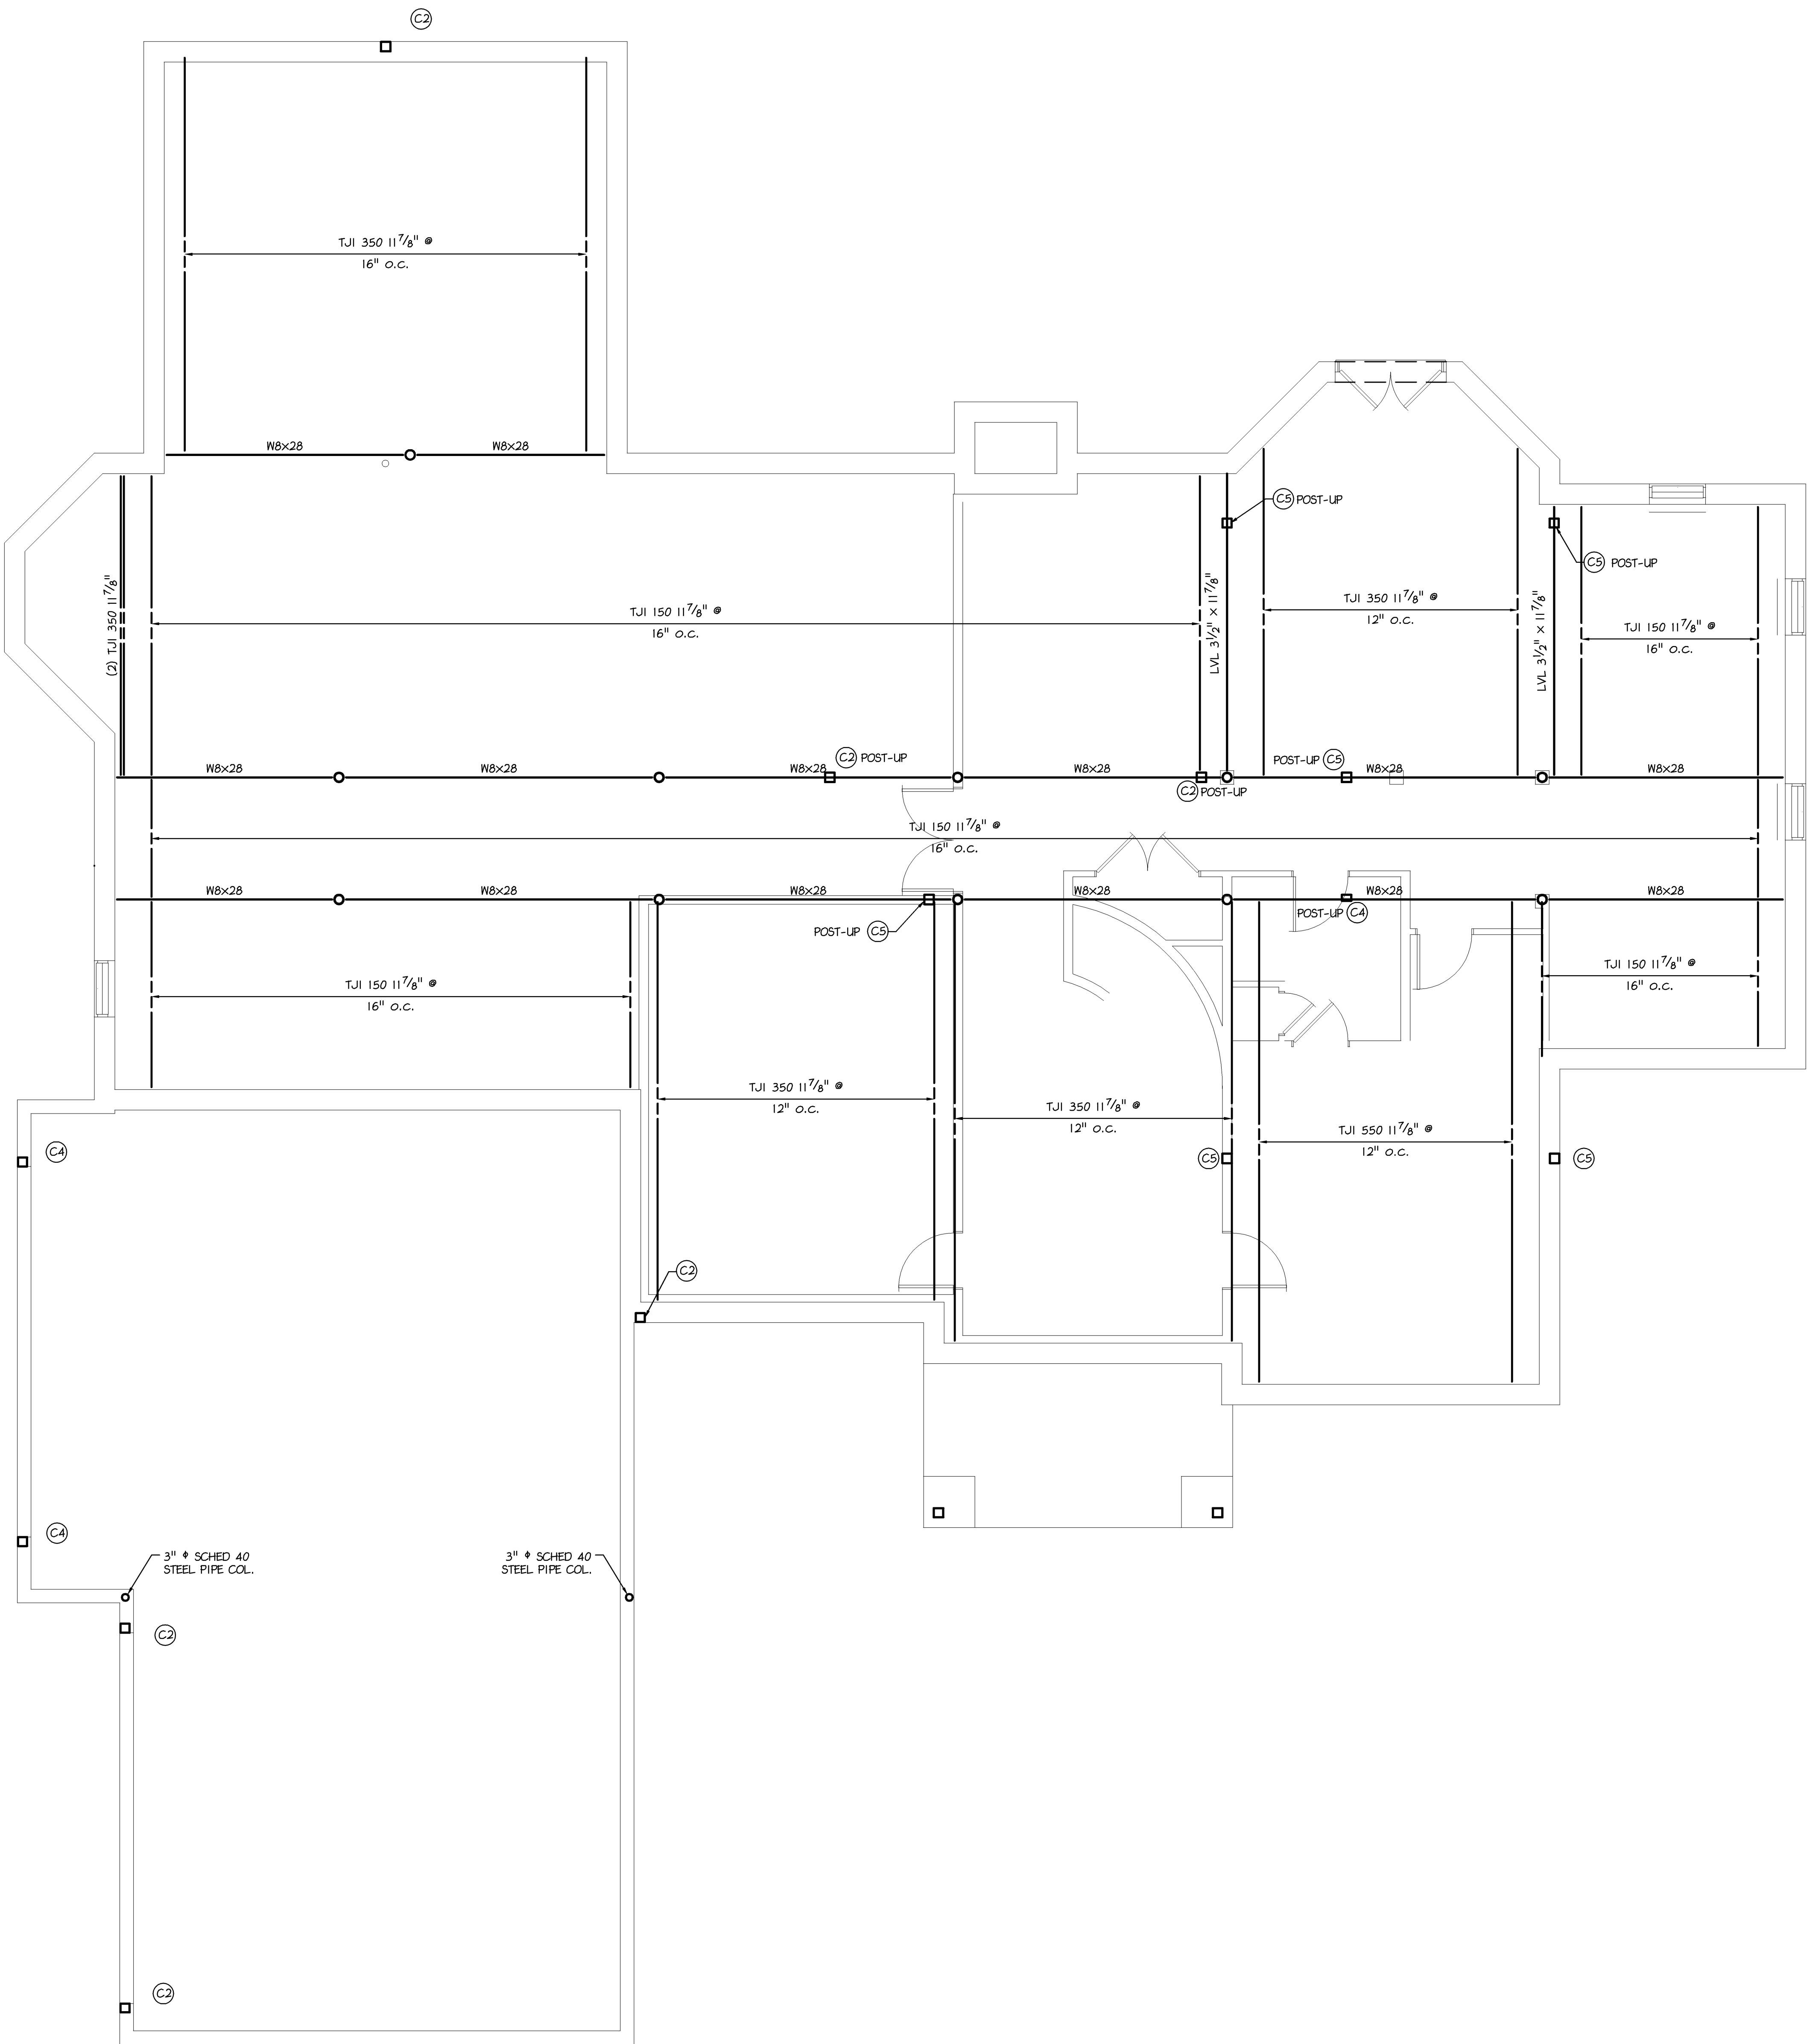 C2
TJI 350 11 7/8" @
16" O.C.
W8x28
W8x28
C5 POST-UP
C5 POST-UP
(2) TJI 350 11 7/8"
TJI 150 11 7/8" @
16" O.C.
LVL 3 1/2" x 11 7/8"
TJI 350 11 7/8" @
12" O.C.
LVL 3 1/2" x 11 7/8"
TJI 150 11 7/8" @
16" O.C.
C2 POST-UP
POST-UP C5
W8x28
W8x28
W8x28
W8x28
W8x28
W8x28
C2 POST-UP
TJI 150 11 7/8" @
16" O.C.
W8x28
W8x28
W8x28
W8x28
W8x28
W8x28
POST-UP C4
POST-UP C5
TJI 150 11 7/8" @
16" O.C.
TJI 150 11 7/8" @
16" O.C.
TJI 350 11 7/8" @
12" O.C.
TJI 350 11 7/8" @
12" O.C.
TJI 550 11 7/8" @
12" O.C.
C4
C5
C5
C2
C4
3" ϕ SCHED 40
STEEL PIPE COL.
3" ϕ SCHED 40
STEEL PIPE COL.
C2
C2